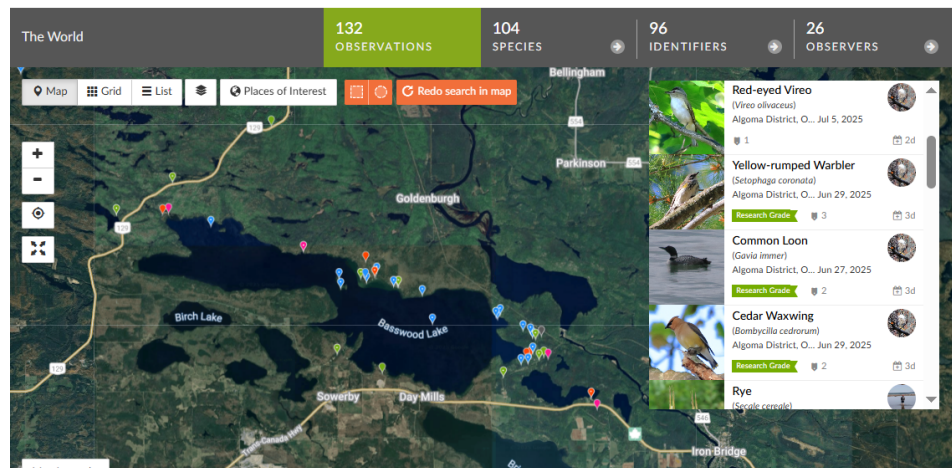 The World
132
OBSERVATIONS
104
SPECIES
96
IDENTIFIERS
26
OBSERVERS
Map
Grid
List
Places of Interest
Redo search in map
Bellingham
129
554
Parkinson
554
Goldenburgh
129
Birch Lake
Basswood Lake
129
Sowerby
Day Mills
Trans-Canada Hwy
546
Iron Bridge
Red-eyed Vireo
(Vireo olivaceus)
Algoma District, O... Jul 5, 2025
1
2d
Yellow-rumped Warbler
(Setophaga coronata)
Algoma District, O... Jun 29, 2025
Research Grade
3
3d
Common Loon
(Gavia immer)
Algoma District, O... Jun 27, 2025
Research Grade
2
3d
Cedar Waxwing
(Bombycilla cedrorum)
Algoma District, O... Jun 29, 2025
Research Grade
2
3d
Rye
(Secale cereale)